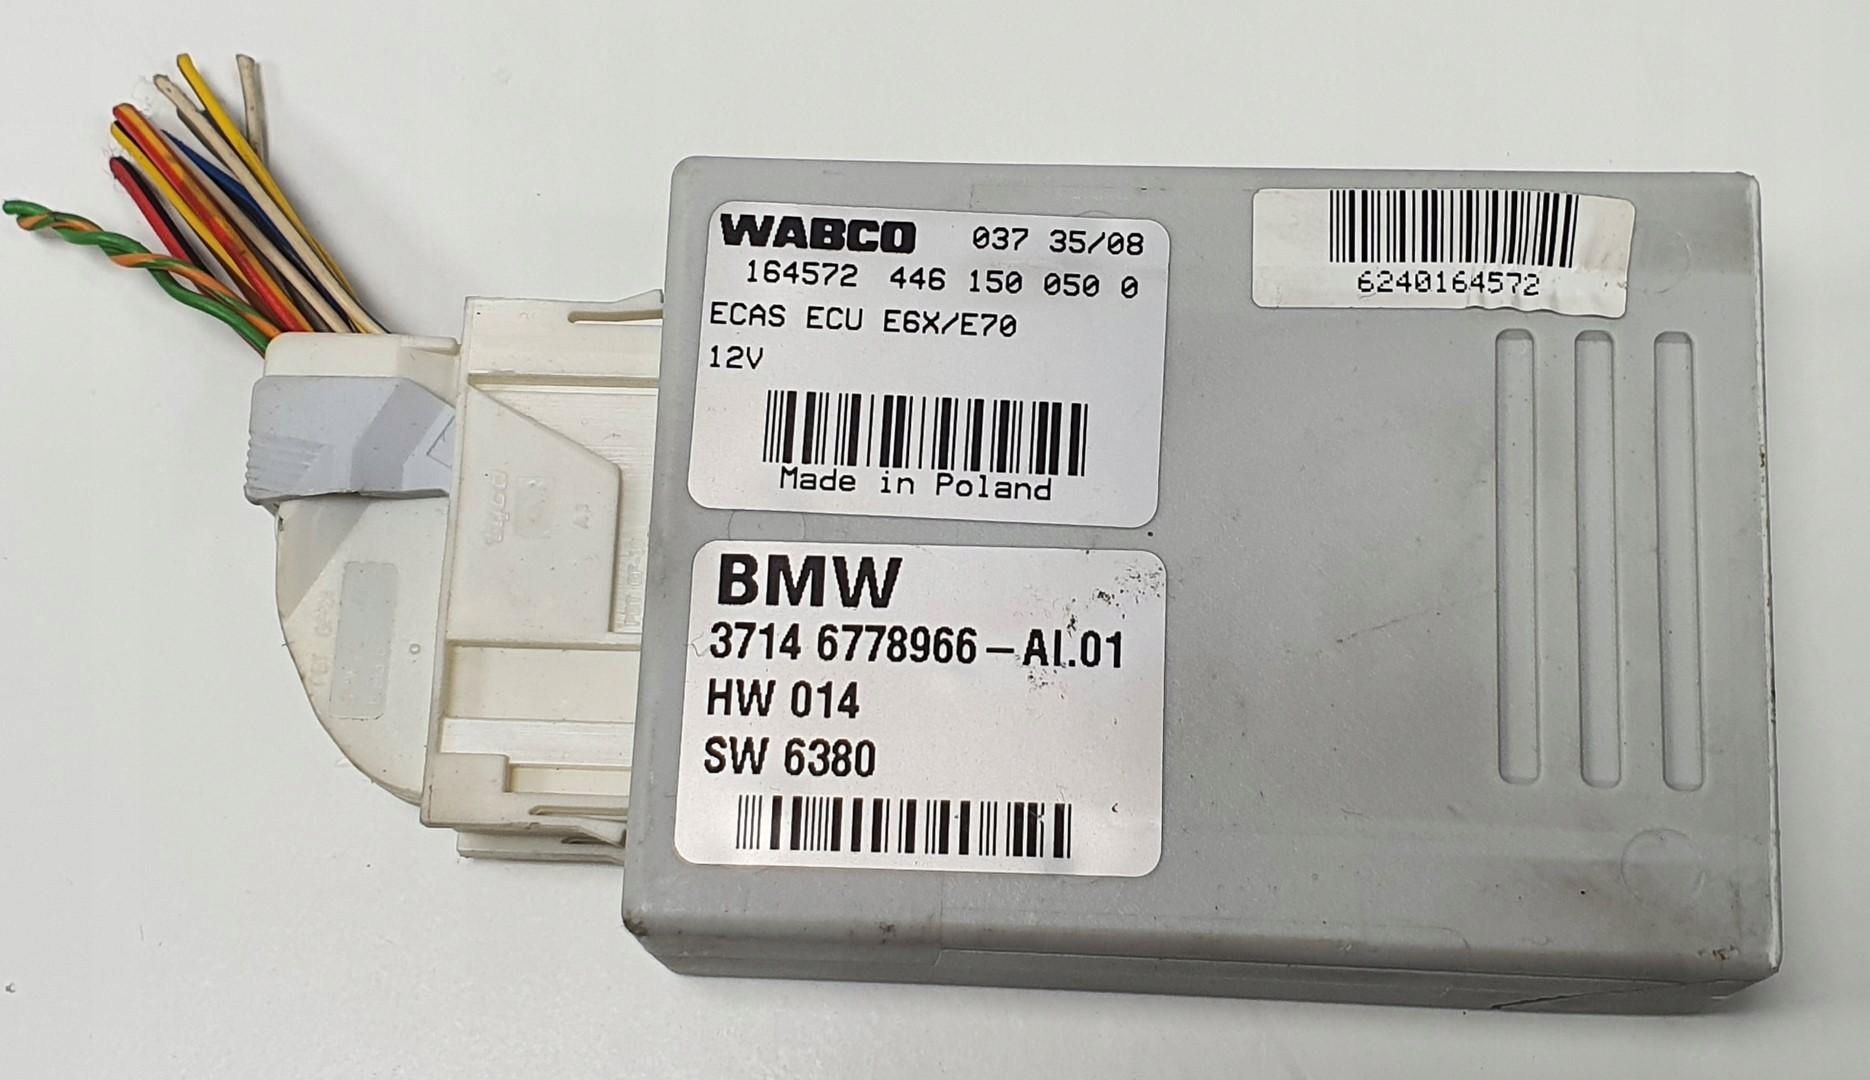 WABCO 037 35/08
164572 446 150 050 0
ECAS ECU E6X/E70
12V
Made in Poland
6240164572
BMW
3714 6778966-AI.01
HW 014
SW 6380
tyco